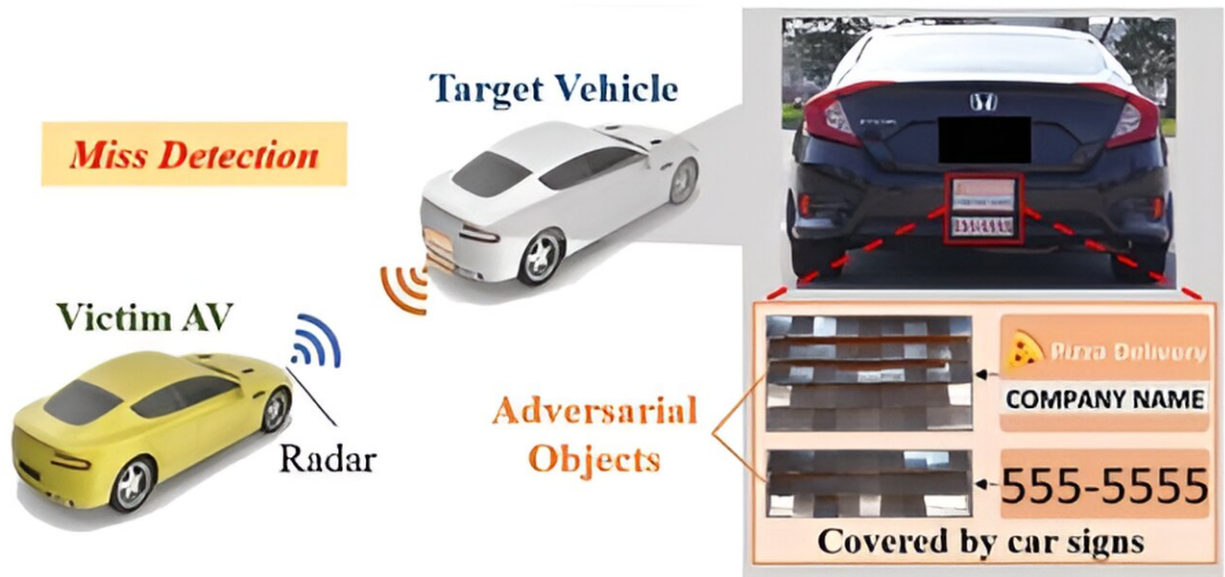 Target Vehicle
Miss Detection
Victim AV
Radar
Adversarial
Objects
Pizza Delivery
COMPANY NAME
555-5555
Covered by car signs